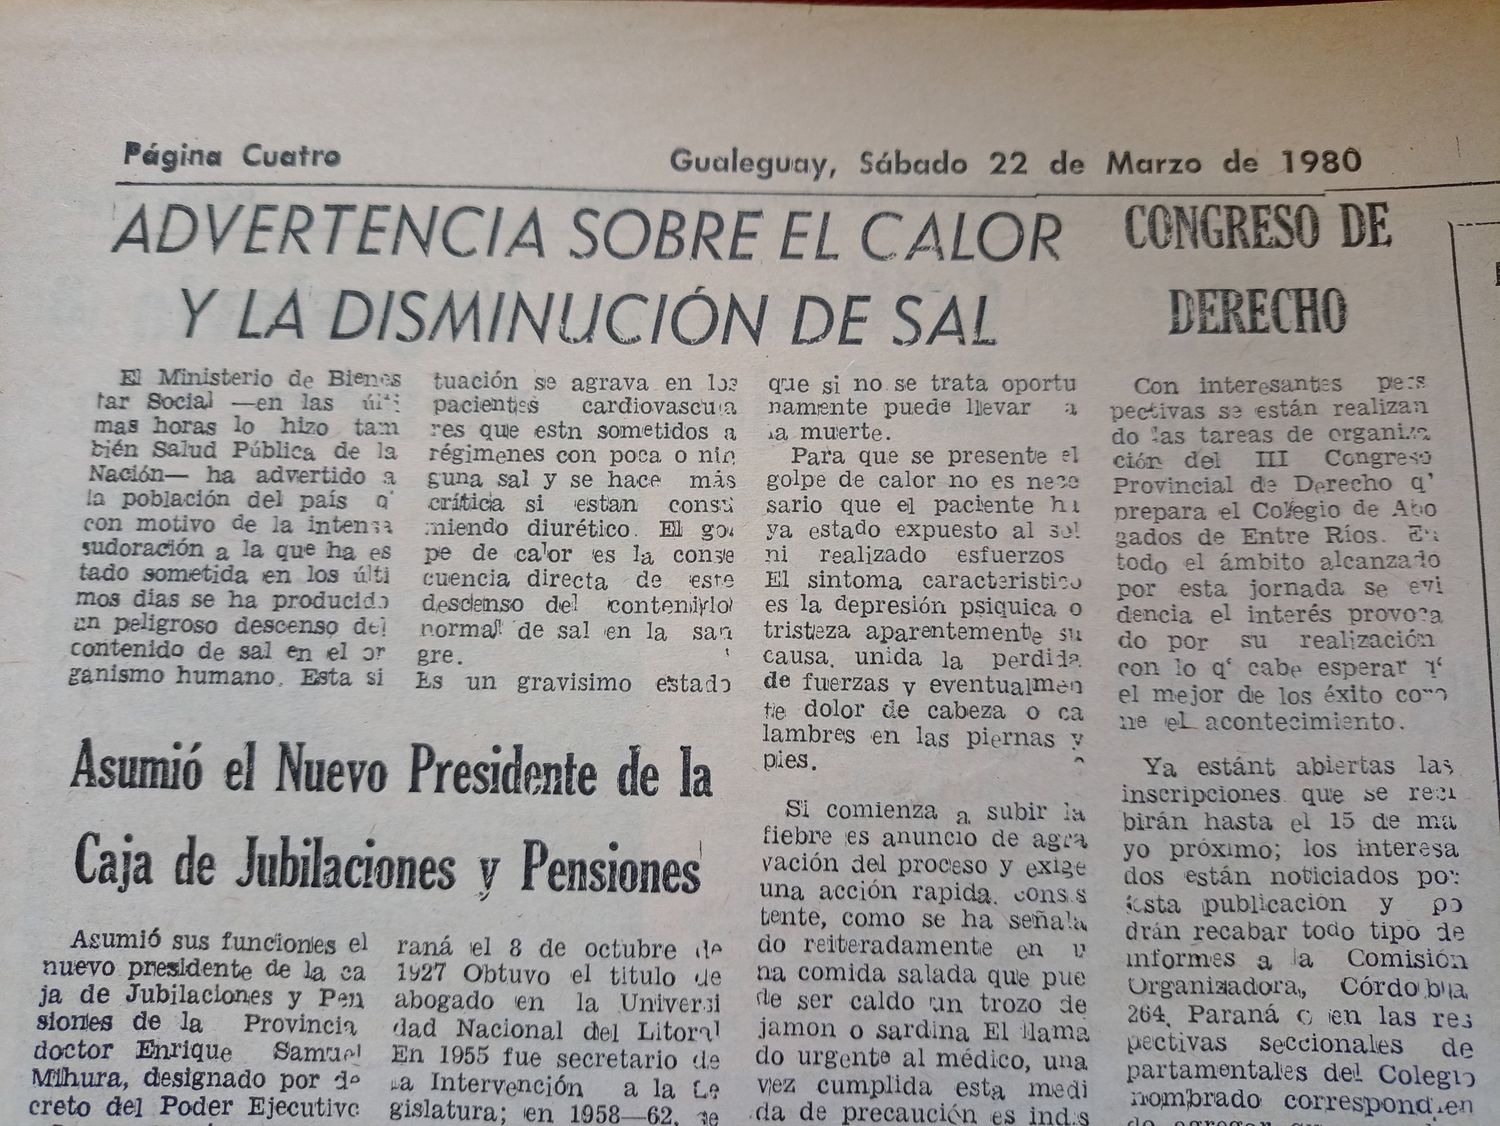 Página Cuatro
Gualeguay, Sábado 22 de Marzo de 1980
ADVERTENCIA SOBRE EL CALOR
Y LA DISMINUCIÓN DE SAL
El Ministerio de Bienes
tar Social —en las últi
mas horas lo hizo tam
bién Salud Pública de la
Nación— ha advertido a
la población del país q'
con motivo de la intensa
sudoración a la que ha es
tado sometida en los últi
mos días se ha producido
un peligroso descenso del
contenido de sal en el or
ganismo humano. Esta si
tuación se agrava en los
pacientes cardiovascula
res que estn sometidos a
régimenes con poca o nin
guna sal y se hace más
crítica si estan consu
miendo diurético. El gol
pe de calor es la conse
cuencia directa de este
descenso del contenido
normal de sal en la san
gre.
Es un gravisimo estado
que si no se trata oportu
namente puede llevar a
la muerte.
Para que se presente el
golpe de calor no es nece
sario que el paciente ha
ya estado expuesto al sol
ni realizado esfuerzos
El sintoma caracteristico
es la depresión psiquica o
tristeza aparentemente su
causa, unida la perdida
de fuerzas y eventualmen
te dolor de cabeza o ca
lambres en las piernas y
pies.
Si comienza a subir la
fiebre es anuncio de agra
vación del proceso y exige
una acción rapida, consis
tente, como se ha señala
do reiteradamente en u
na comida salada que pue
de ser caldo un trozo de
jamon o sardina El llama
do urgente al médico, una
vez cumplida esta medi
da de precaución es indis
CONGRESO DE
DERECHO
Con interesantes pers
pectivas se están realizan
do las tareas de organiza
ción del III Congreso
Provincial de Derecho q'
prepara el Colegio de Abo
gados de Entre Ríos. En
todo el ámbito alcanzado
por esta jornada se evi
dencia el interés provoca
do por su realización
con lo q' cabe esperar q'
el mejor de los éxito coro
ne el acontecimiento.
Ya estánt abiertas las
inscripciones que se reci
birán hasta el 15 de ma
yo próximo; los interesa
dos están noticiados por
esta publicacion y po
drán recabar todo tipo de
informes a la Comisión
Organizadora, Córdoba
264, Paraná o en las res
pectivas seccionales de
partamentales del Colegio
nombrado correspondien
do agregar que
Asumió el Nuevo Presidente de la
Caja de Jubilaciones y Pensiones
Asumió sus funciones el
nuevo presidente de la ca
ja de Jubilaciones y Pen
siones de la Provincia
doctor Enrique Samuel
Milhura, designado por de
creto del Poder Ejecutivo
raná el 8 de octubre de
1927 Obtuvo el titulo de
abogado en la Universi
dad Nacional del Litoral
En 1955 fue secretario de
la Intervención a la Le
gislatura; en 1958—62, de